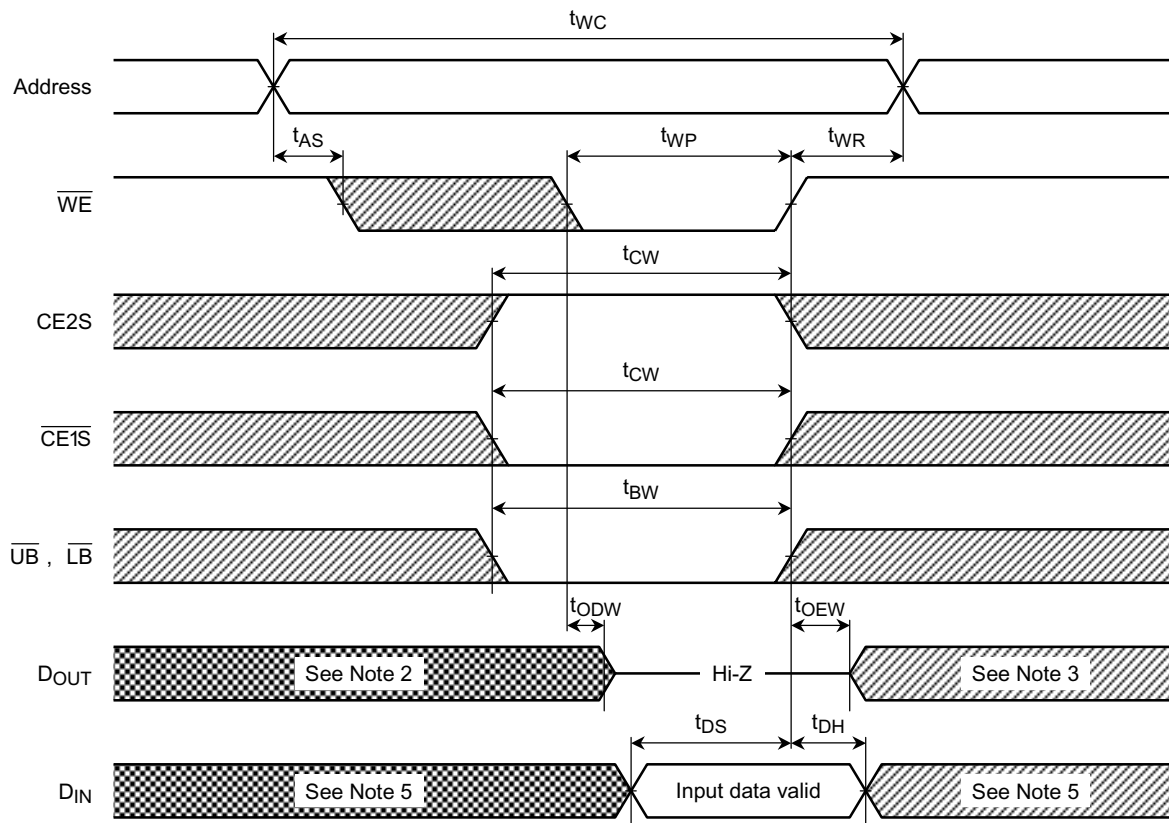 tWC
Address
tAS
tWP
tWR
WE
tCW
CE2S
tCW
CE1S
tBW
UB , LB
tODW
tOEW
DOUT
See Note 2
Hi-Z
See Note 3
tDS
tDH
DIN
See Note 5
Input data valid
See Note 5